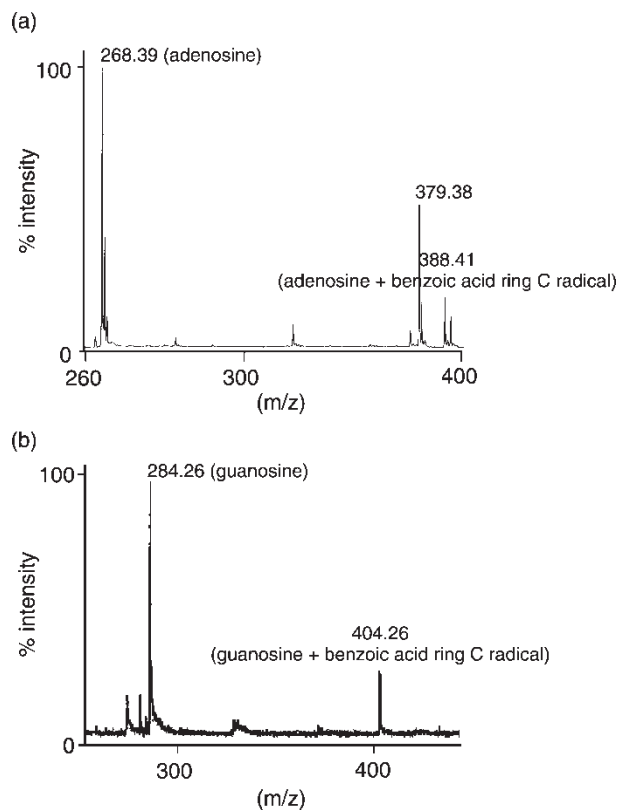 (a)
100
268.39 (adenosine)
% intensity
379.38
388.41
(adenosine + benzoic acid ring C radical)
0
260
300
400
(m/z)
(b)
100
284.26 (guanosine)
% intensity
404.26
(guanosine + benzoic acid ring C radical)
0
300
400
(m/z)